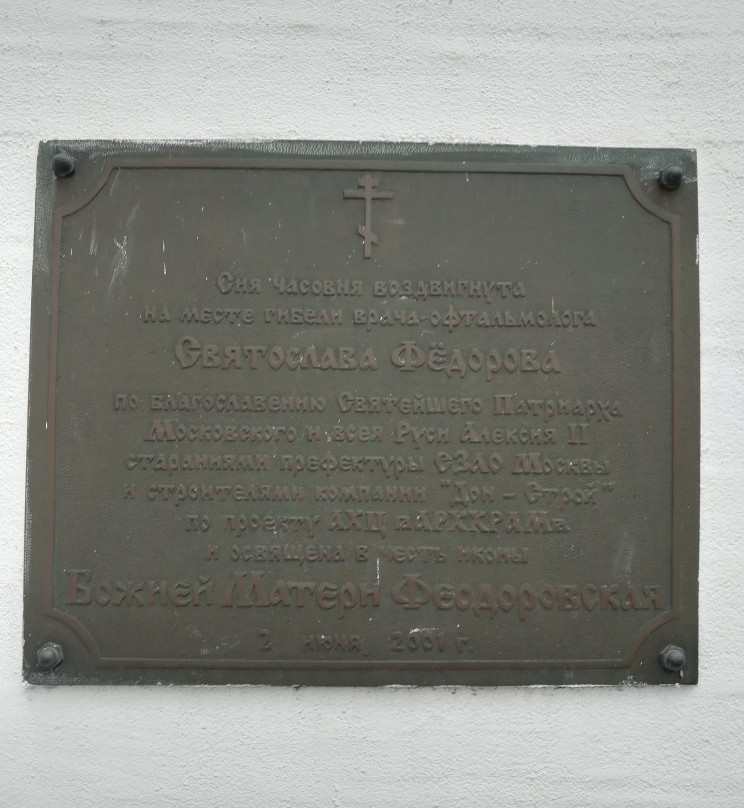 Сия часовня воздвигнута
на месте гибели врача-офтальмолога
Святослава Фёдорова
по благославению Святейшего Патриарха
Московского и всея Руси Алексия II
стараниями префектуры СЗАО Москвы
и строителями компании "Дон - Строй"
по проекту АХЦ "АРХХРАМ"
и освящена в честь иконы
Божией Матери Феодоровская
2 июня 2001 г.